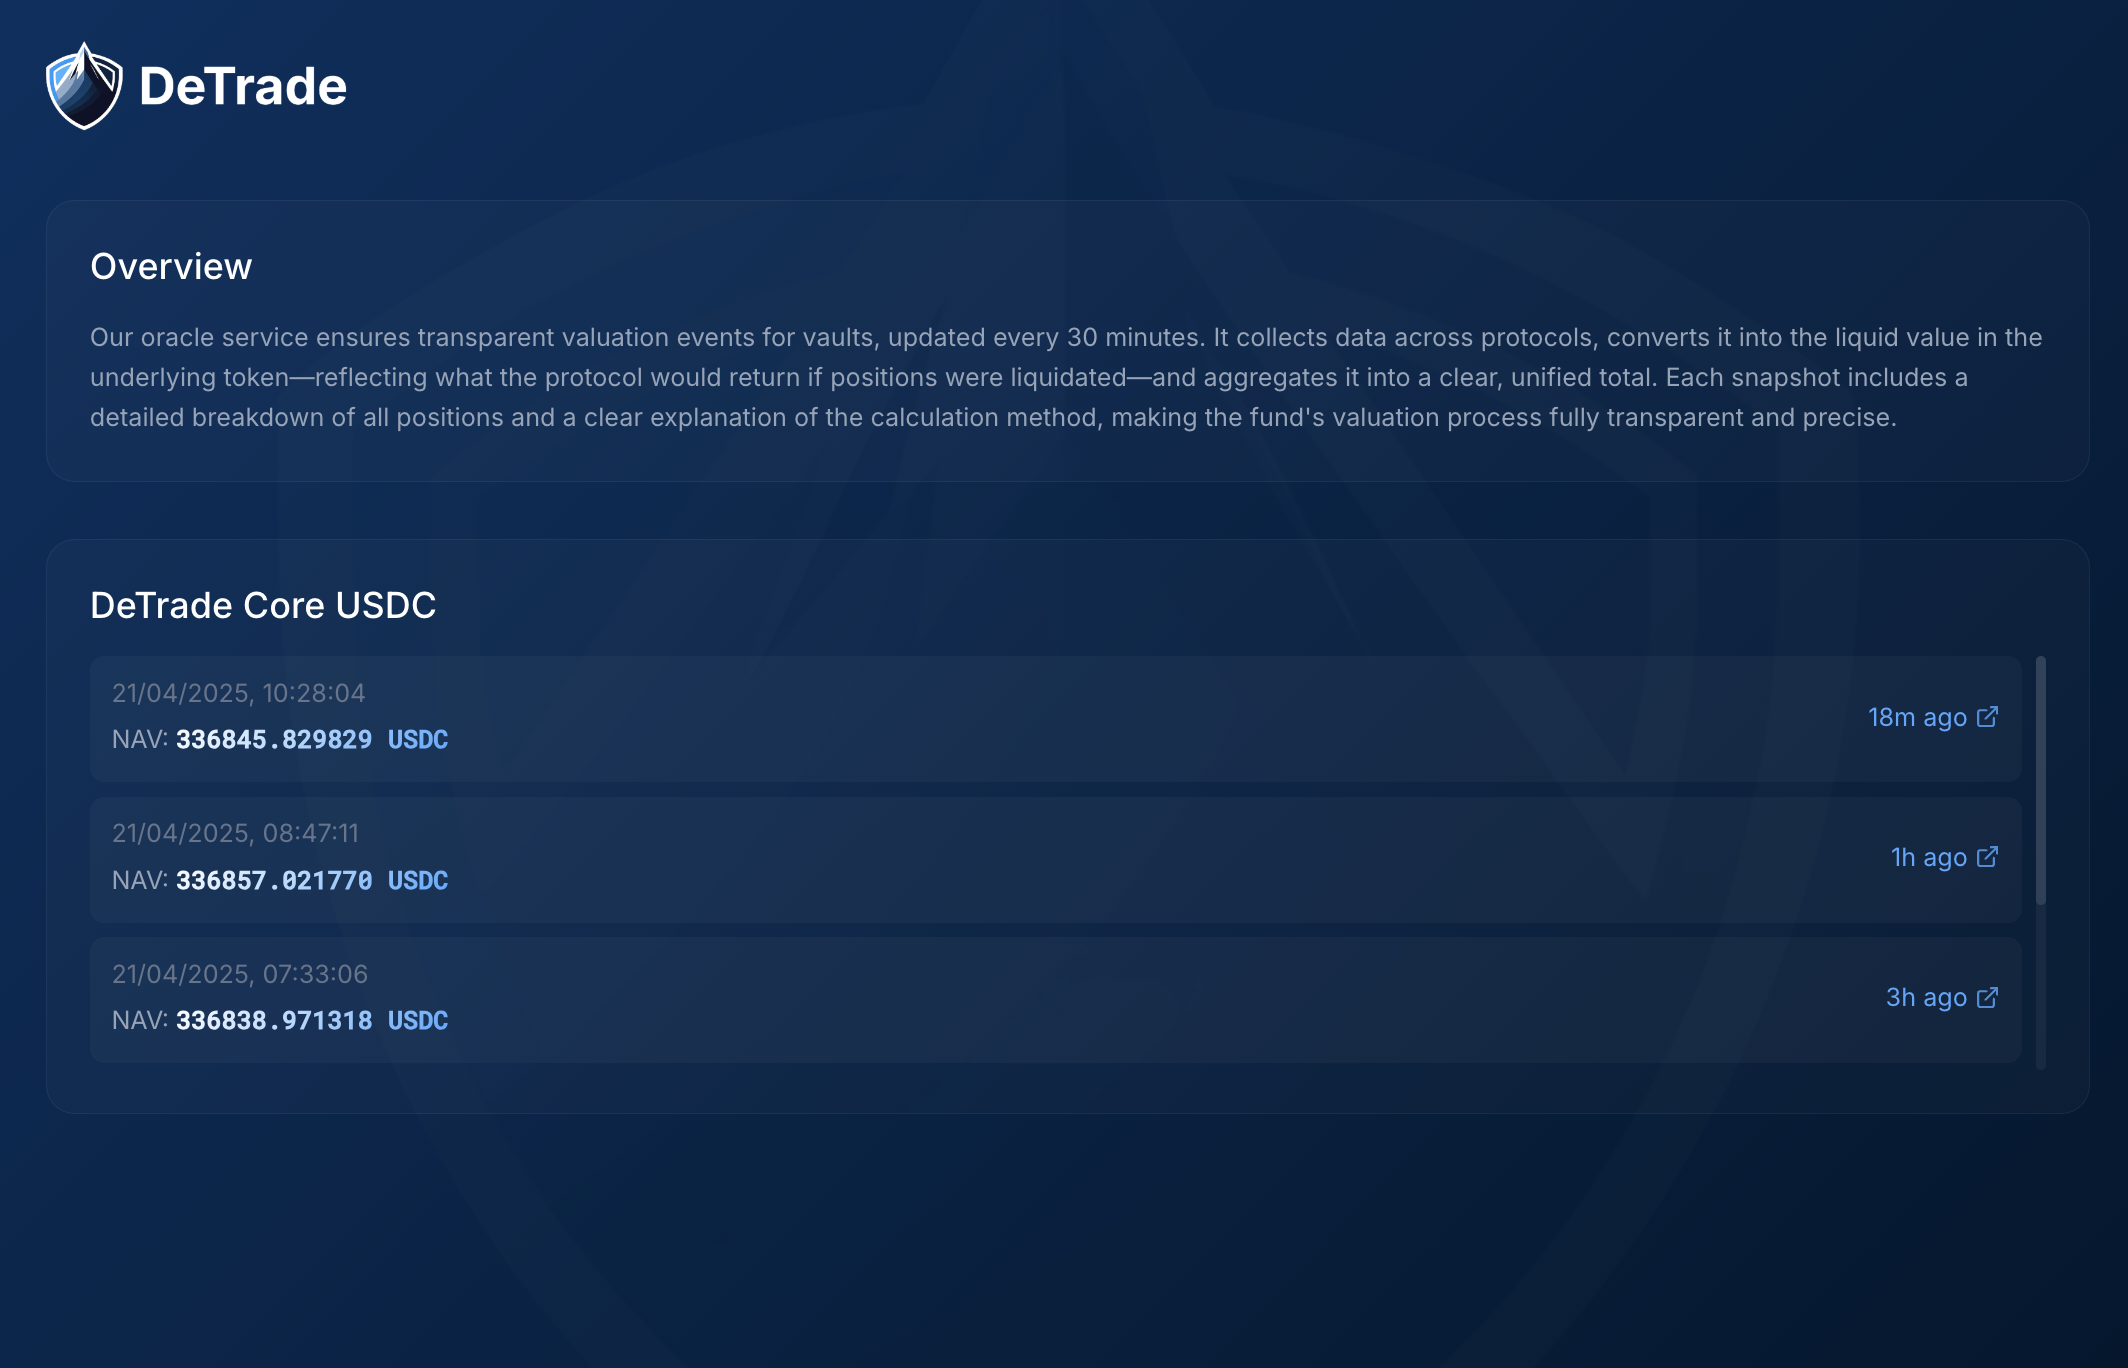 DeTrade
Overview
Our oracle service ensures transparent valuation events for vaults, updated every 30 minutes. It collects data across protocols, converts it into the liquid value in the
underlying token—reflecting what the protocol would return if positions were liquidated—and aggregates it into a clear, unified total. Each snapshot includes a
detailed breakdown of all positions and a clear explanation of the calculation method, making the fund's valuation process fully transparent and precise.
DeTrade Core USDC
21/04/2025, 10:28:04
NAV: 336845.829829 USDC
18m ago
21/04/2025, 08:47:11
NAV: 336857.021770 USDC
1h ago
21/04/2025, 07:33:06
NAV: 336838.971318 USDC
3h ago